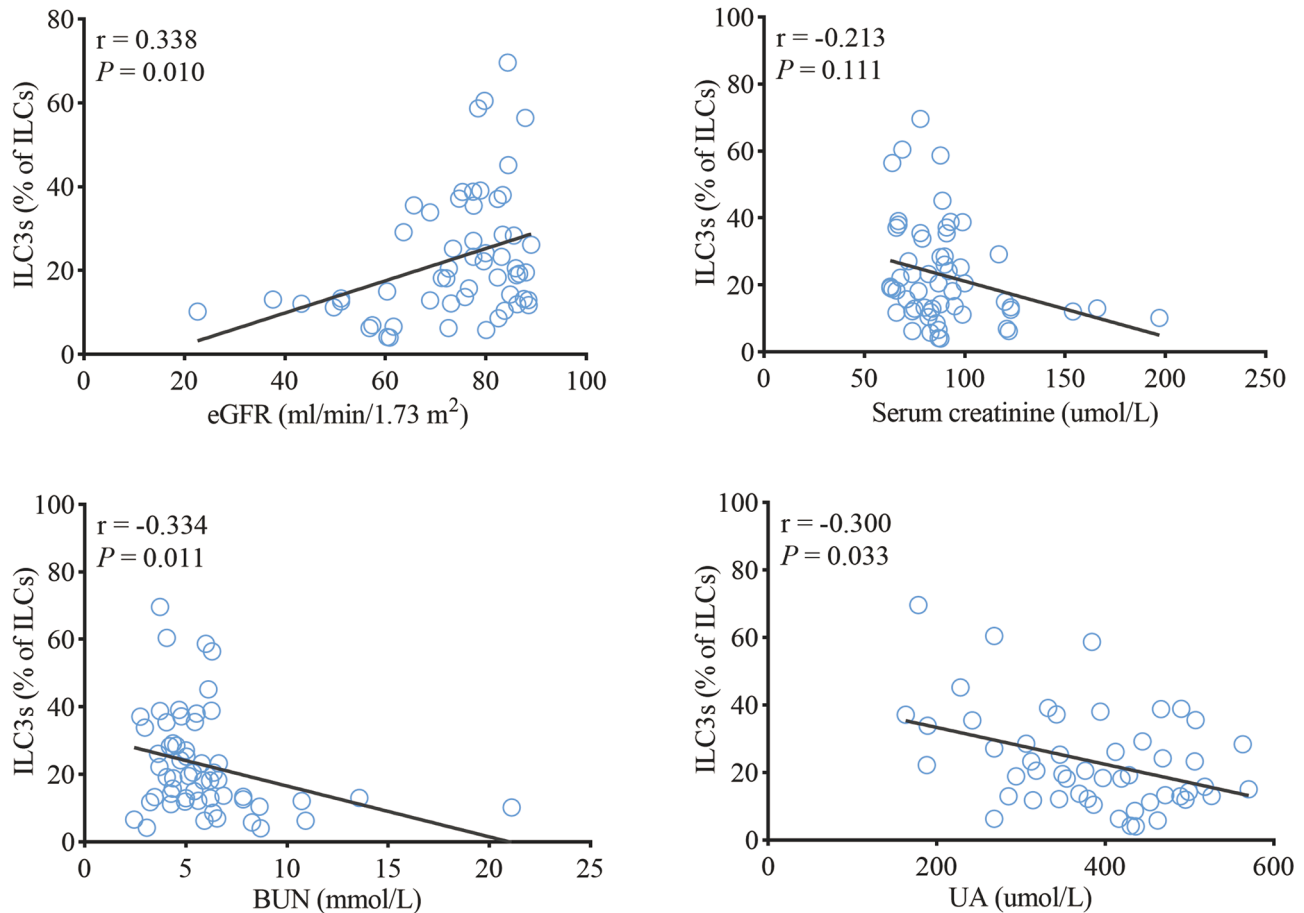 r = 0.338
P = 0.010
ILC3s (% of ILCs)
80
60
40
20
0
0 20 40 60 80 100
eGFR (ml/min/1.73 m²)
r = -0.213
P = 0.111
ILC3s (% of ILCs)
100
80
60
40
20
0
0 50 100 150 200 250
Serum creatinine (umol/L)
r = -0.334
P = 0.011
ILC3s (% of ILCs)
100
80
60
40
20
0
0 5 10 15 20 25
BUN (mmol/L)
r = -0.300
P = 0.033
ILC3s (% of ILCs)
100
80
60
40
20
0
0 200 400 600
UA (umol/L)